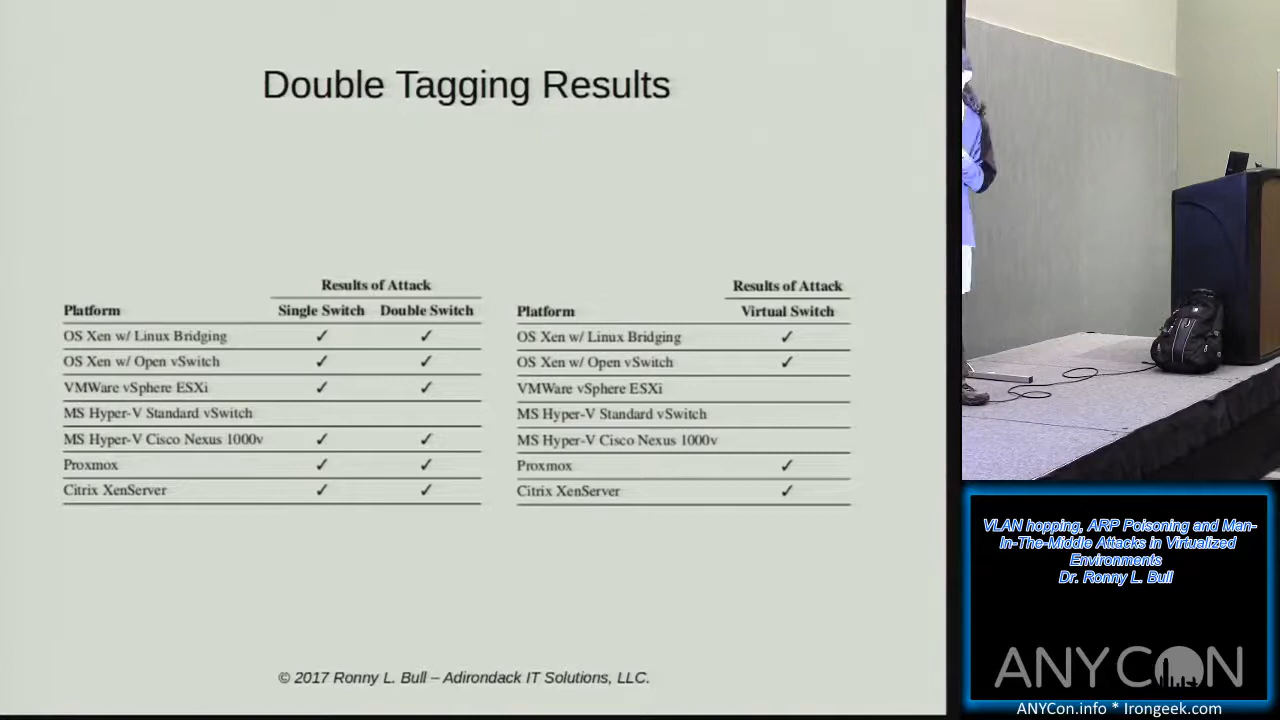 Double Tagging Results
Results of Attack
Platform Single Switch Double Switch
OS Xen w/ Linux Bridging ✓ ✓
OS Xen w/ Open vSwitch ✓ ✓
VMWare vSphere ESXi ✓ ✓
MS Hyper-V Standard vSwitch
MS Hyper-V Cisco Nexus 1000v ✓ ✓
Proxmox ✓ ✓
Citrix XenServer ✓ ✓
Results of Attack
Platform Virtual Switch
OS Xen w/ Linux Bridging ✓
OS Xen w/ Open vSwitch ✓
VMWare vSphere ESXi
MS Hyper-V Standard vSwitch
MS Hyper-V Cisco Nexus 1000v
Proxmox ✓
Citrix XenServer ✓
© 2017 Ronny L. Bull – Adirondack IT Solutions, LLC.
VLAN hopping, ARP Poisoning and Man-
In-The-Middle Attacks in Virtualized
Environments
Dr. Ronny L. Bull
ANYCON
ANYCon.info * Irongeek.com